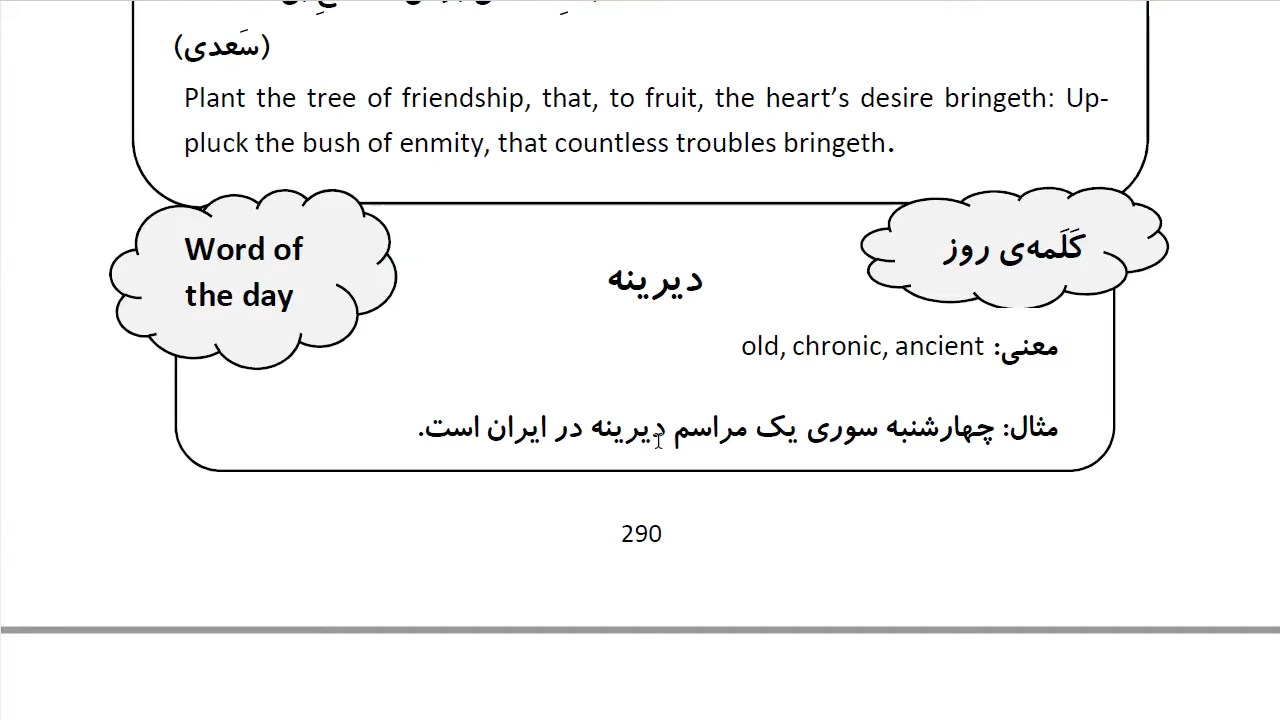 (سَعدی)
Plant the tree of friendship, that, to fruit, the heart’s desire bringeth: Up-
pluck the bush of enmity, that countless troubles bringeth.
Word of
the day
کَلَمه‌ی روز
دیرینه
معنی: old, chronic, ancient
مثال: چهارشنبه سوری یک مراسم دیرینه در ایران است.
290